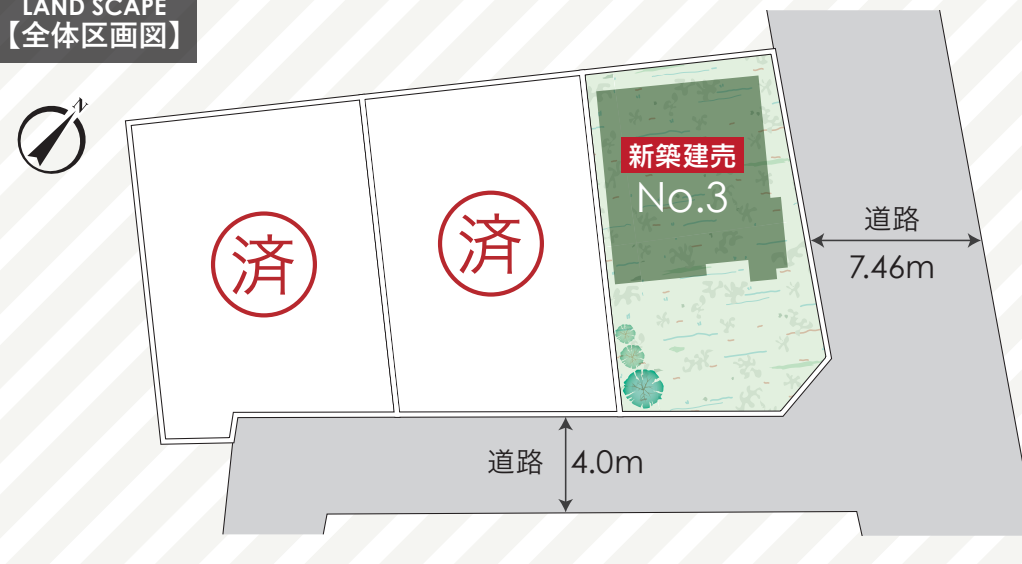 LAND SCAPE
【全体区画図】
N
新築建売
No.3
済
済
道路
7.46m
道路 4.0m